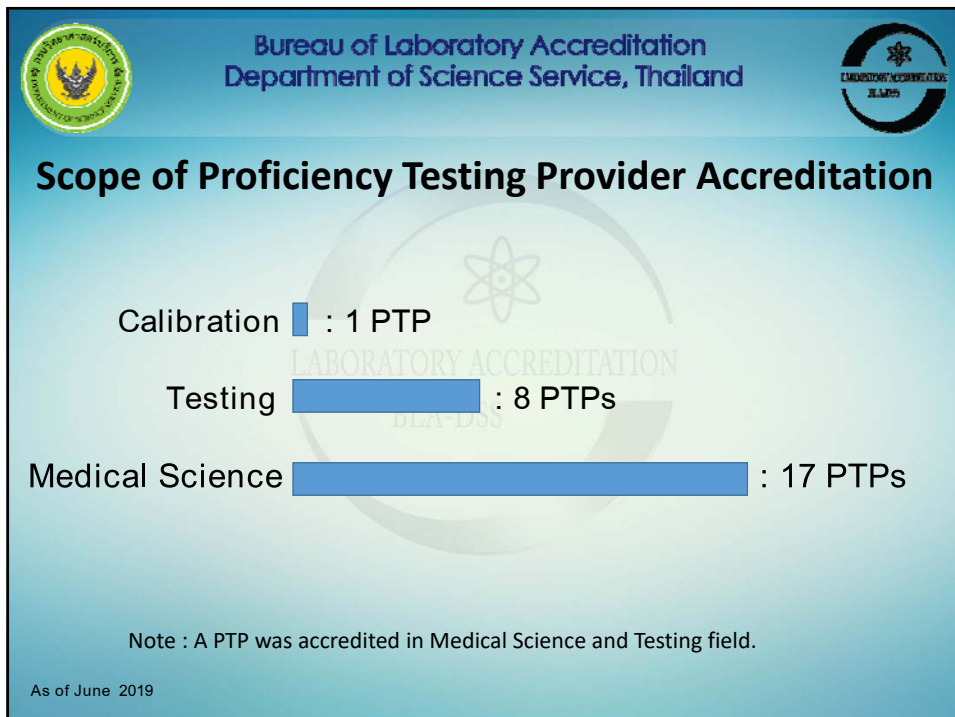 Bureau of Laboratory Accreditation
Department of Science Service, Thailand
Scope of Proficiency Testing Provider Accreditation
Calibration : 1 PTP
LABORATORY ACCREDITATION
Testing : 8 PTPs
BLA-DSS
Medical Science : 17 PTPs
Note : A PTP was accredited in Medical Science and Testing field.
As of June 2019